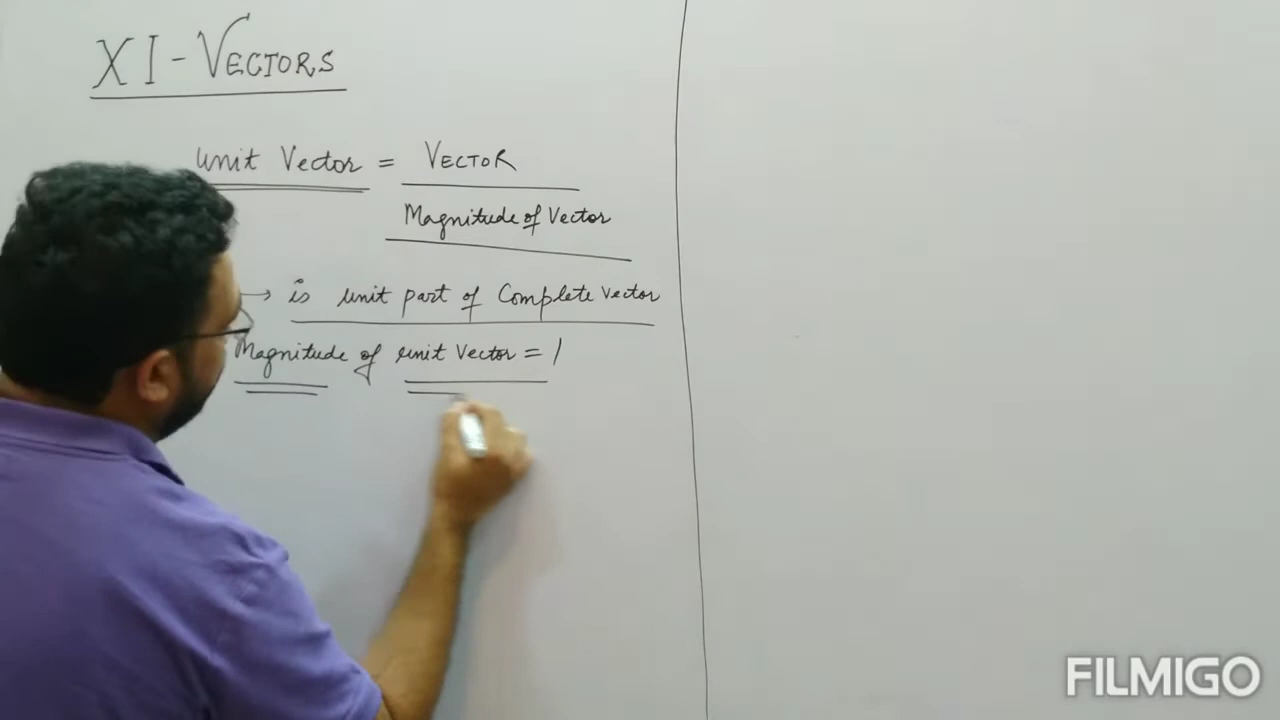 XI - VECTORS
Unit Vector = VECTOR
Magnitude of Vector
→ is unit part of Complete Vector
Magnitude of unit Vector = 1
FILMIGO